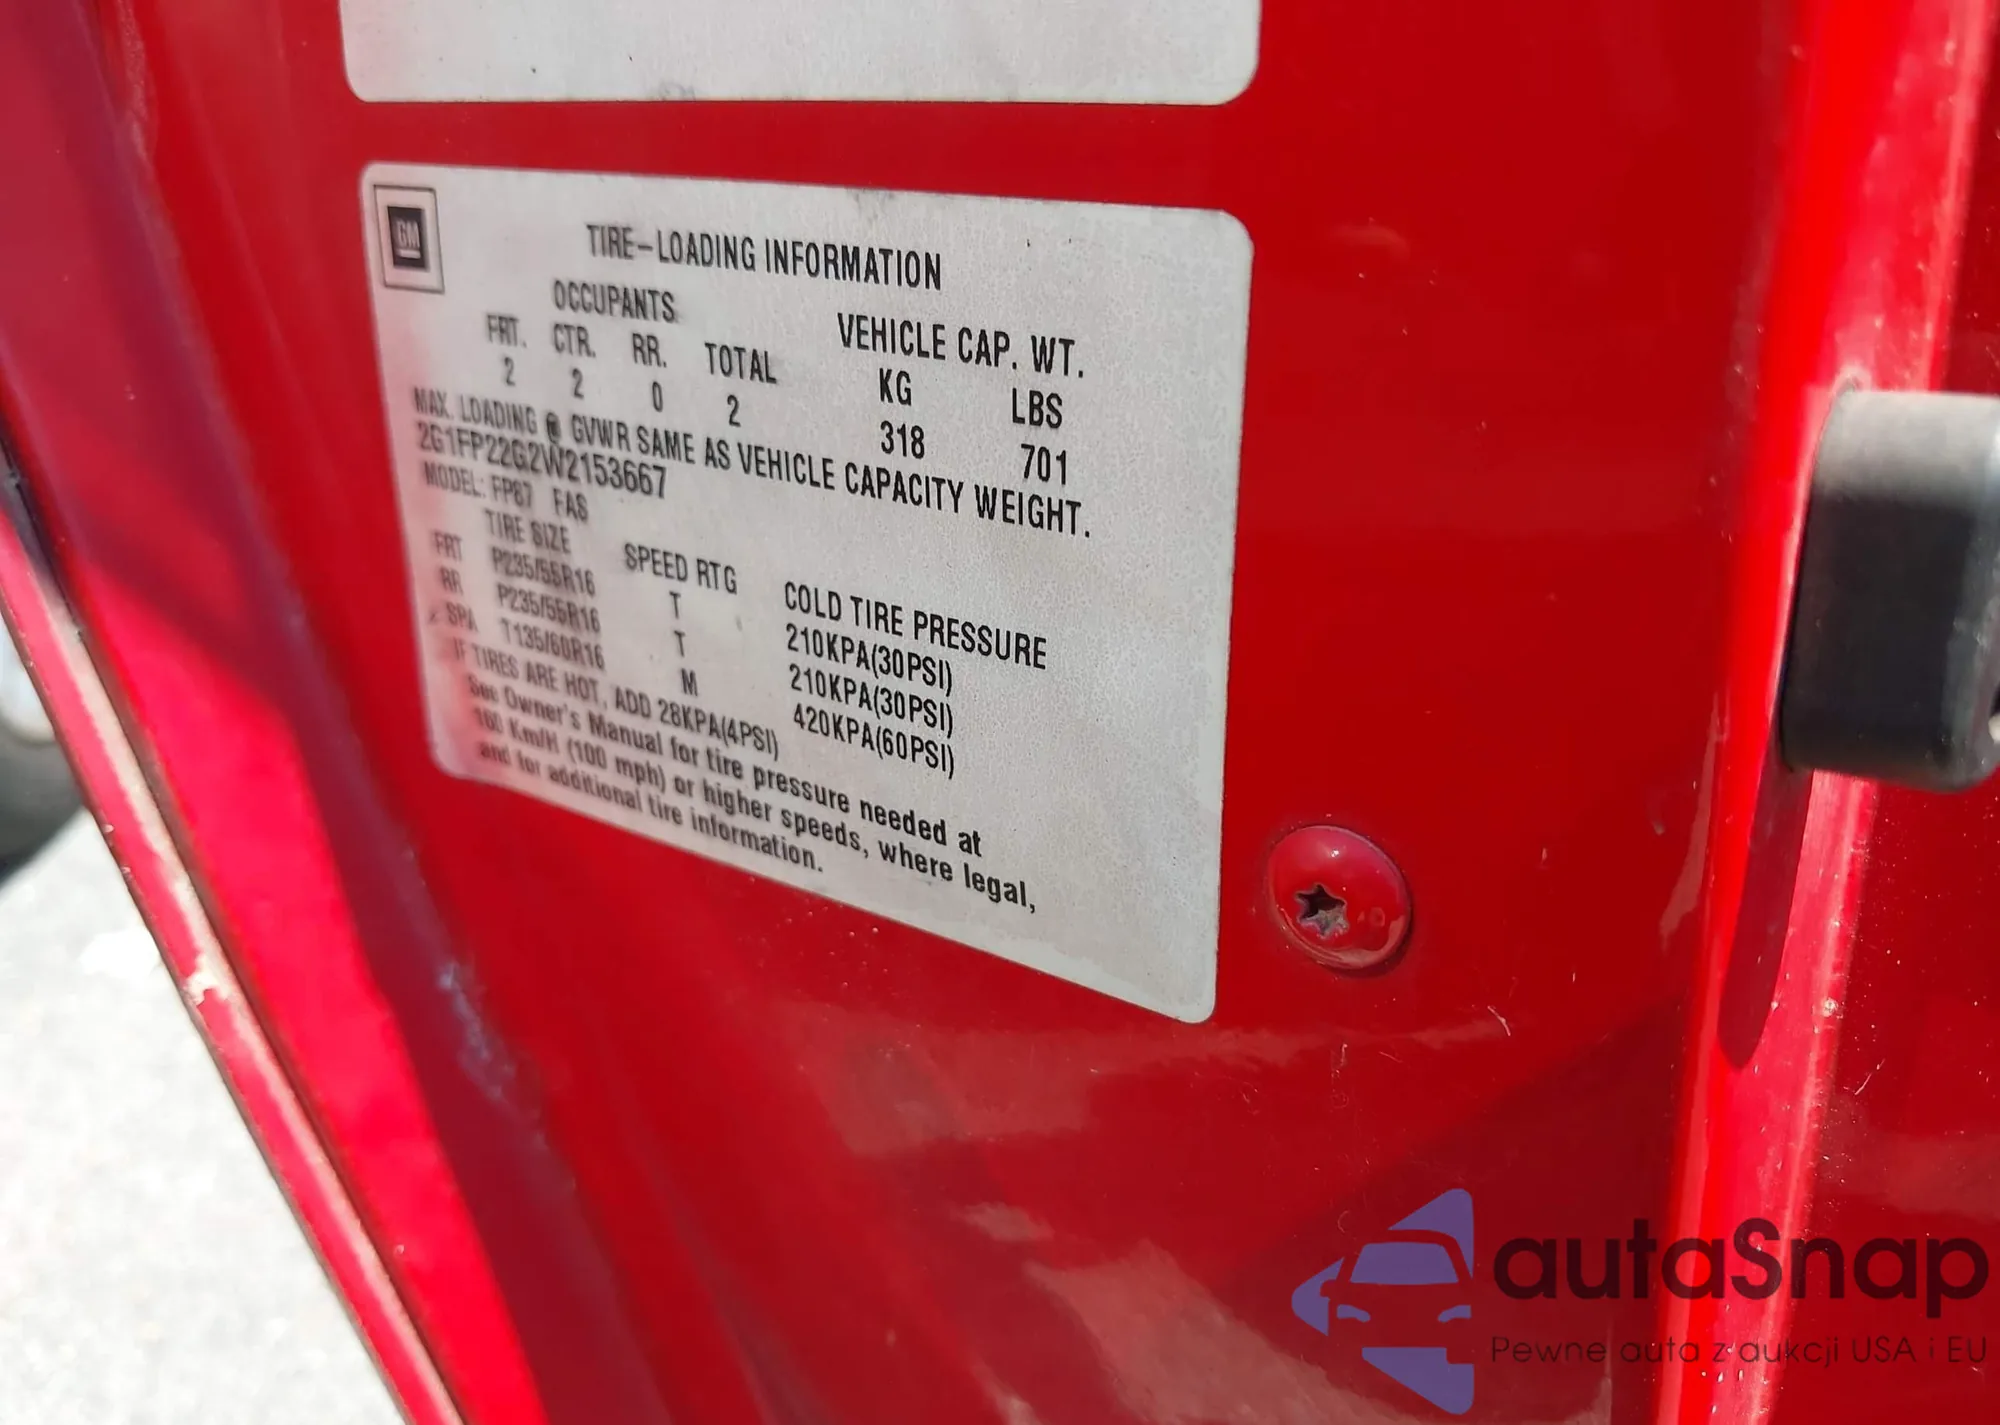 GM
TIRE-LOADING INFORMATION
OCCUPANTS VEHICLE CAP. WT.
FRT. CTR. RR. TOTAL KG LBS
2 2 0 2 318 701
MAX. LOADING @ GVWR SAME AS VEHICLE CAPACITY WEIGHT.
2G1FP22G2W2153667
MODEL: FP87 FAS
TIRE SIZE SPEED RTG COLD TIRE PRESSURE
FRT P235/55R16 T 210KPA(30PSI)
RR P235/55R16 T 210KPA(30PSI)
SPA T135/60R16 M 420KPA(60PSI)
IF TIRES ARE HOT, ADD 28KPA(4PSI)
See Owner's Manual for tire pressure needed at
160 Km/H (100 mph) or higher speeds, where legal,
and for additional tire information.
autaSnap
Pewne auta z aukcji USA i EU